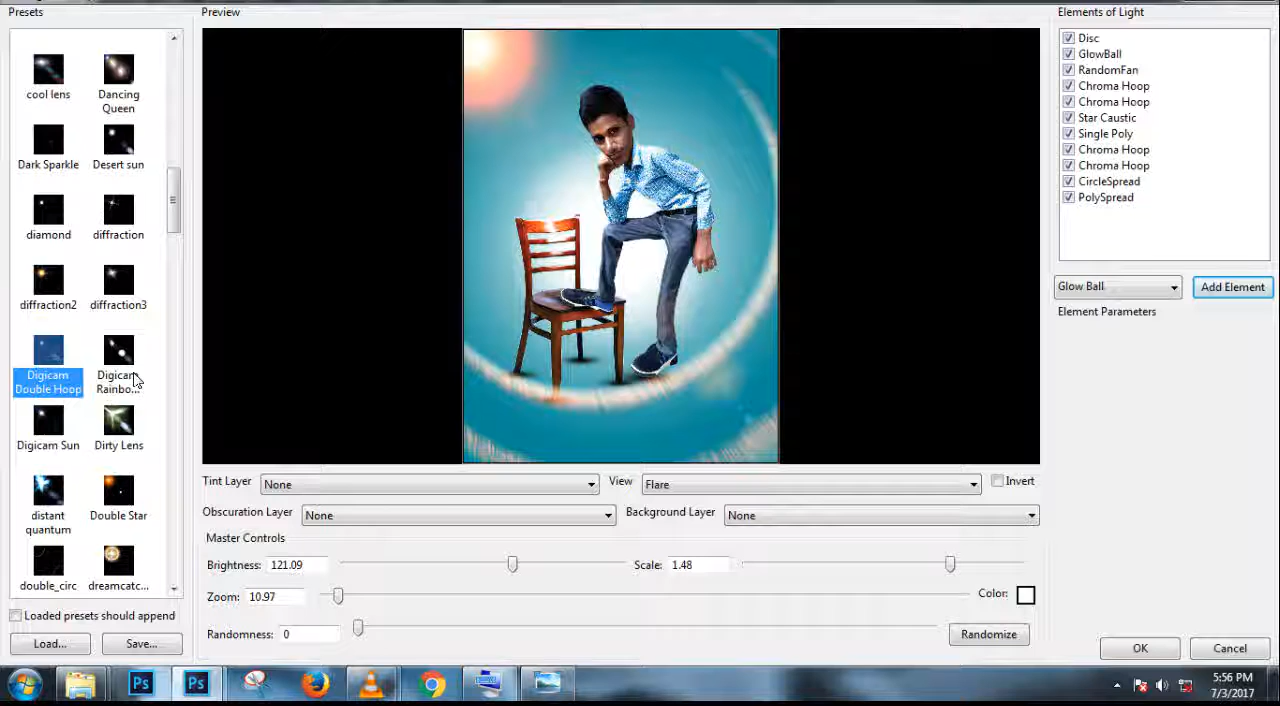 Presets
Preview
Elements of Light
cool lens
Dancing
Queen
Dark Sparkle
Desert sun
diamond
diffraction
diffraction2
diffraction3
Digicam
Double Hoop
Digicam
Rainbo...
Digicam Sun
Dirty Lens
distant
quantum
Double Star
double_circ
dreamcatc...
Loaded presets should append
Load...
Save...
Disc
GlowBall
RandomFan
Chroma Hoop
Chroma Hoop
Star Caustic
Single Poly
Chroma Hoop
Chroma Hoop
CircleSpread
PolySpread
Glow Ball
Add Element
Element Parameters
Tint Layer
None
View
Flare
Invert
Obscuration Layer
None
Background Layer
None
Master Controls
Brightness: 121.09
Scale: 1.48
Zoom: 10.97
Color:
Randomness: 0
Randomize
OK
Cancel
Ps
Ps
5:56 PM
7/3/2017